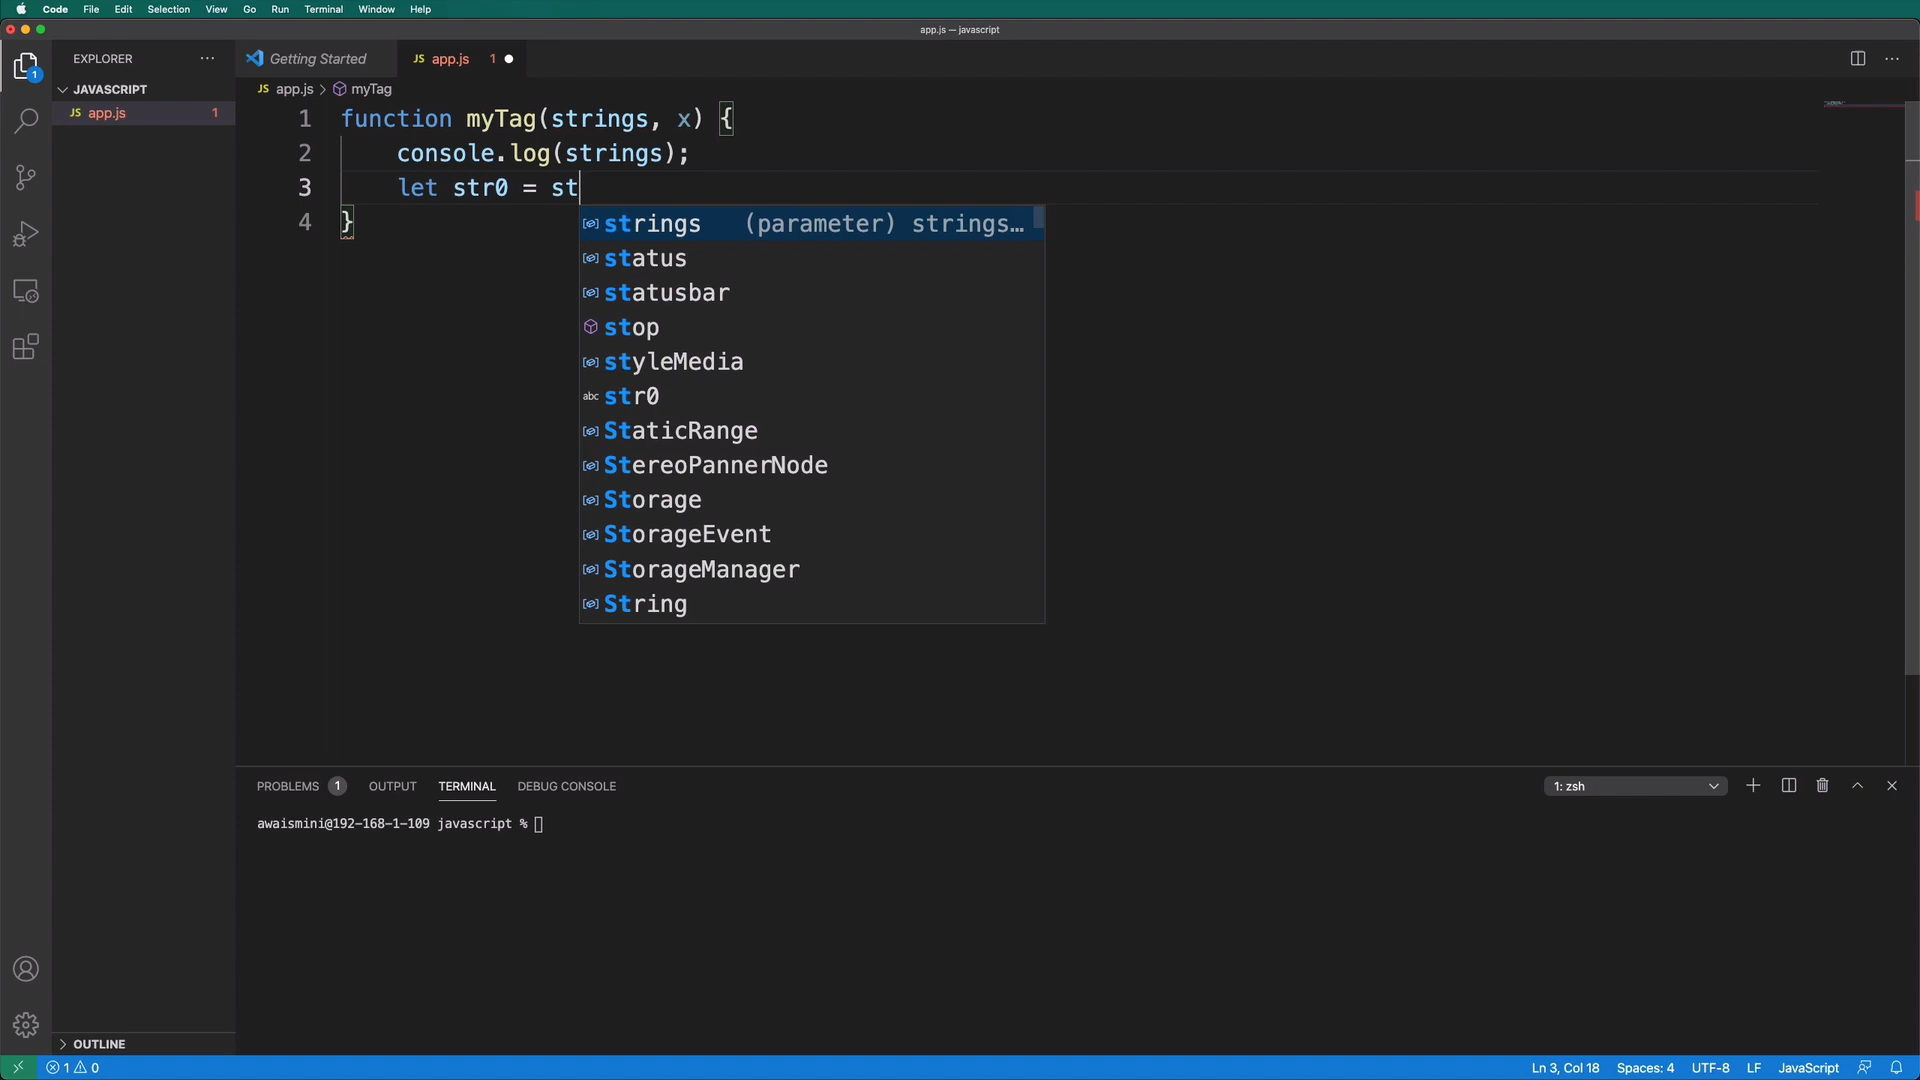 Code File Edit Selection View Go Run Terminal Window Help
app.js — javascript
EXPLORER ···
JAVASCRIPT
JS app.js 1
Getting Started
JS app.js 1
JS app.js > myTag
1 function myTag(strings, x) {
2 console.log(strings);
3 let str0 = st
4 }
strings (parameter) strings…
status
statusbar
stop
styleMedia
abc str0
StaticRange
StereoPannerNode
Storage
StorageEvent
StorageManager
String
PROBLEMS 1 OUTPUT TERMINAL DEBUG CONSOLE
1: zsh
awaismini@192-168-1-109 javascript %
1
OUTLINE
1 0
Ln 3, Col 18 Spaces: 4 UTF-8 LF JavaScript